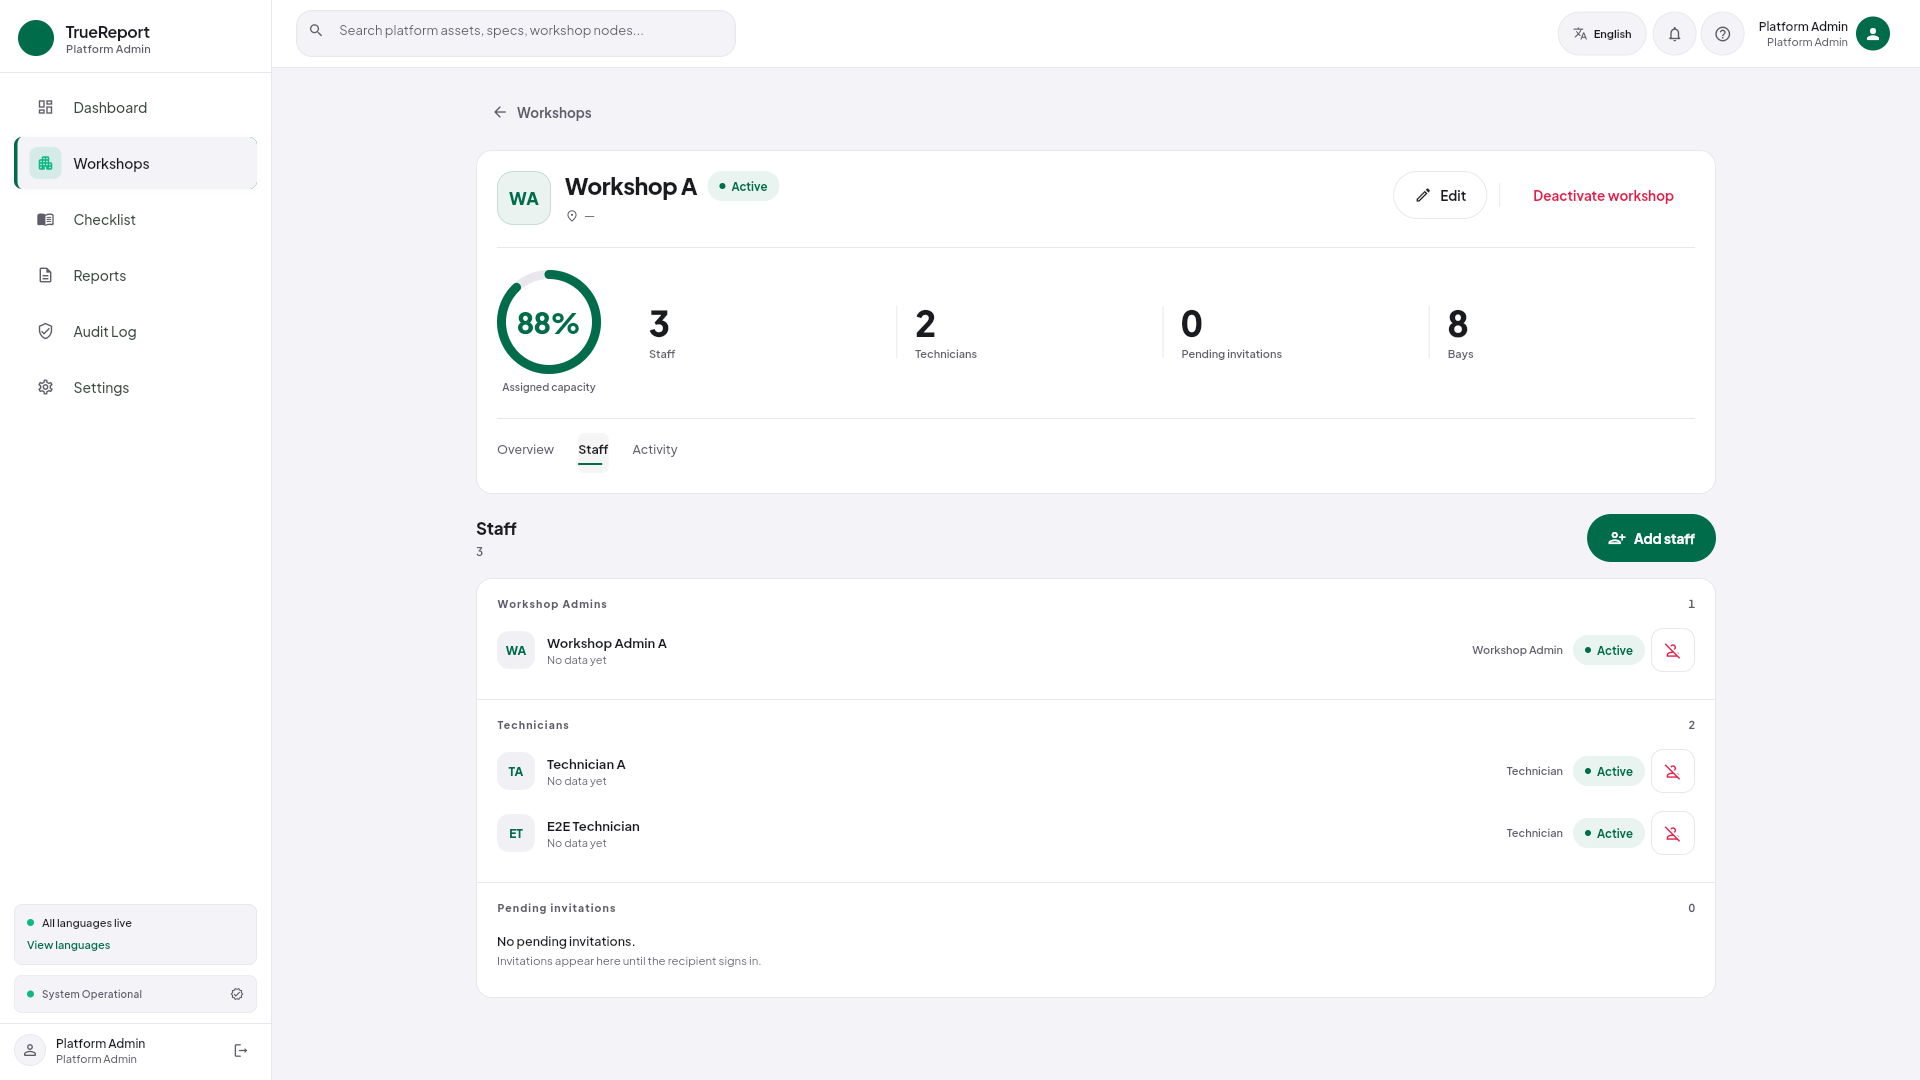 TrueReport
Platform Admin
Dashboard
Workshops
Checklist
Reports
Audit Log
Settings
All languages live
View languages
System Operational
Platform Admin
Platform Admin
Search platform assets, specs, workshop nodes...
English
Platform Admin
Platform Admin
Workshops
WA
Workshop A
Active
—
Edit
Deactivate workshop
88%
Assigned capacity
3
Staff
2
Technicians
0
Pending invitations
8
Bays
Overview
Staff
Activity
Staff
3
Add staff
Workshop Admins
1
WA
Workshop Admin A
No data yet
Workshop Admin
Active
Technicians
2
TA
Technician A
No data yet
Technician
Active
ET
E2E Technician
No data yet
Technician
Active
Pending invitations
0
No pending invitations.
Invitations appear here until the recipient signs in.